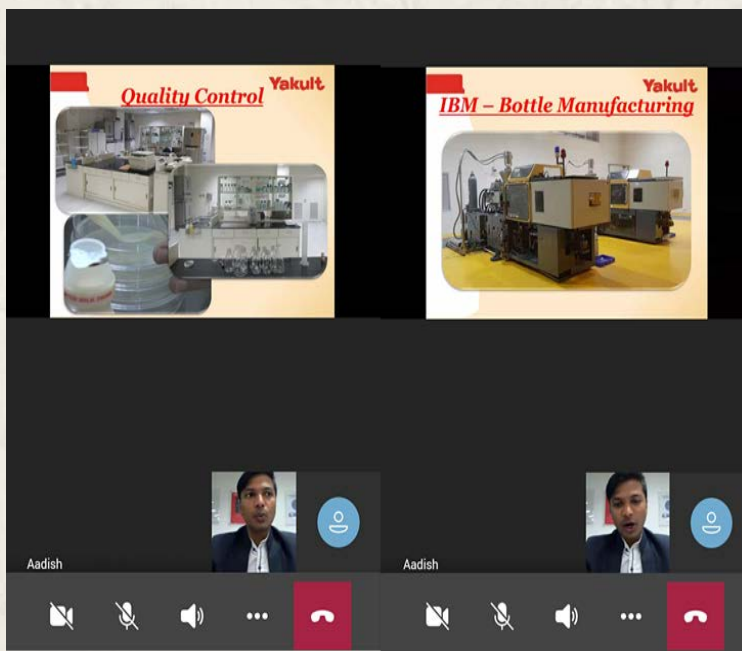 Yakult
Quality Control
Yakult
IBM – Bottle Manufacturing
Aadish
Aadish